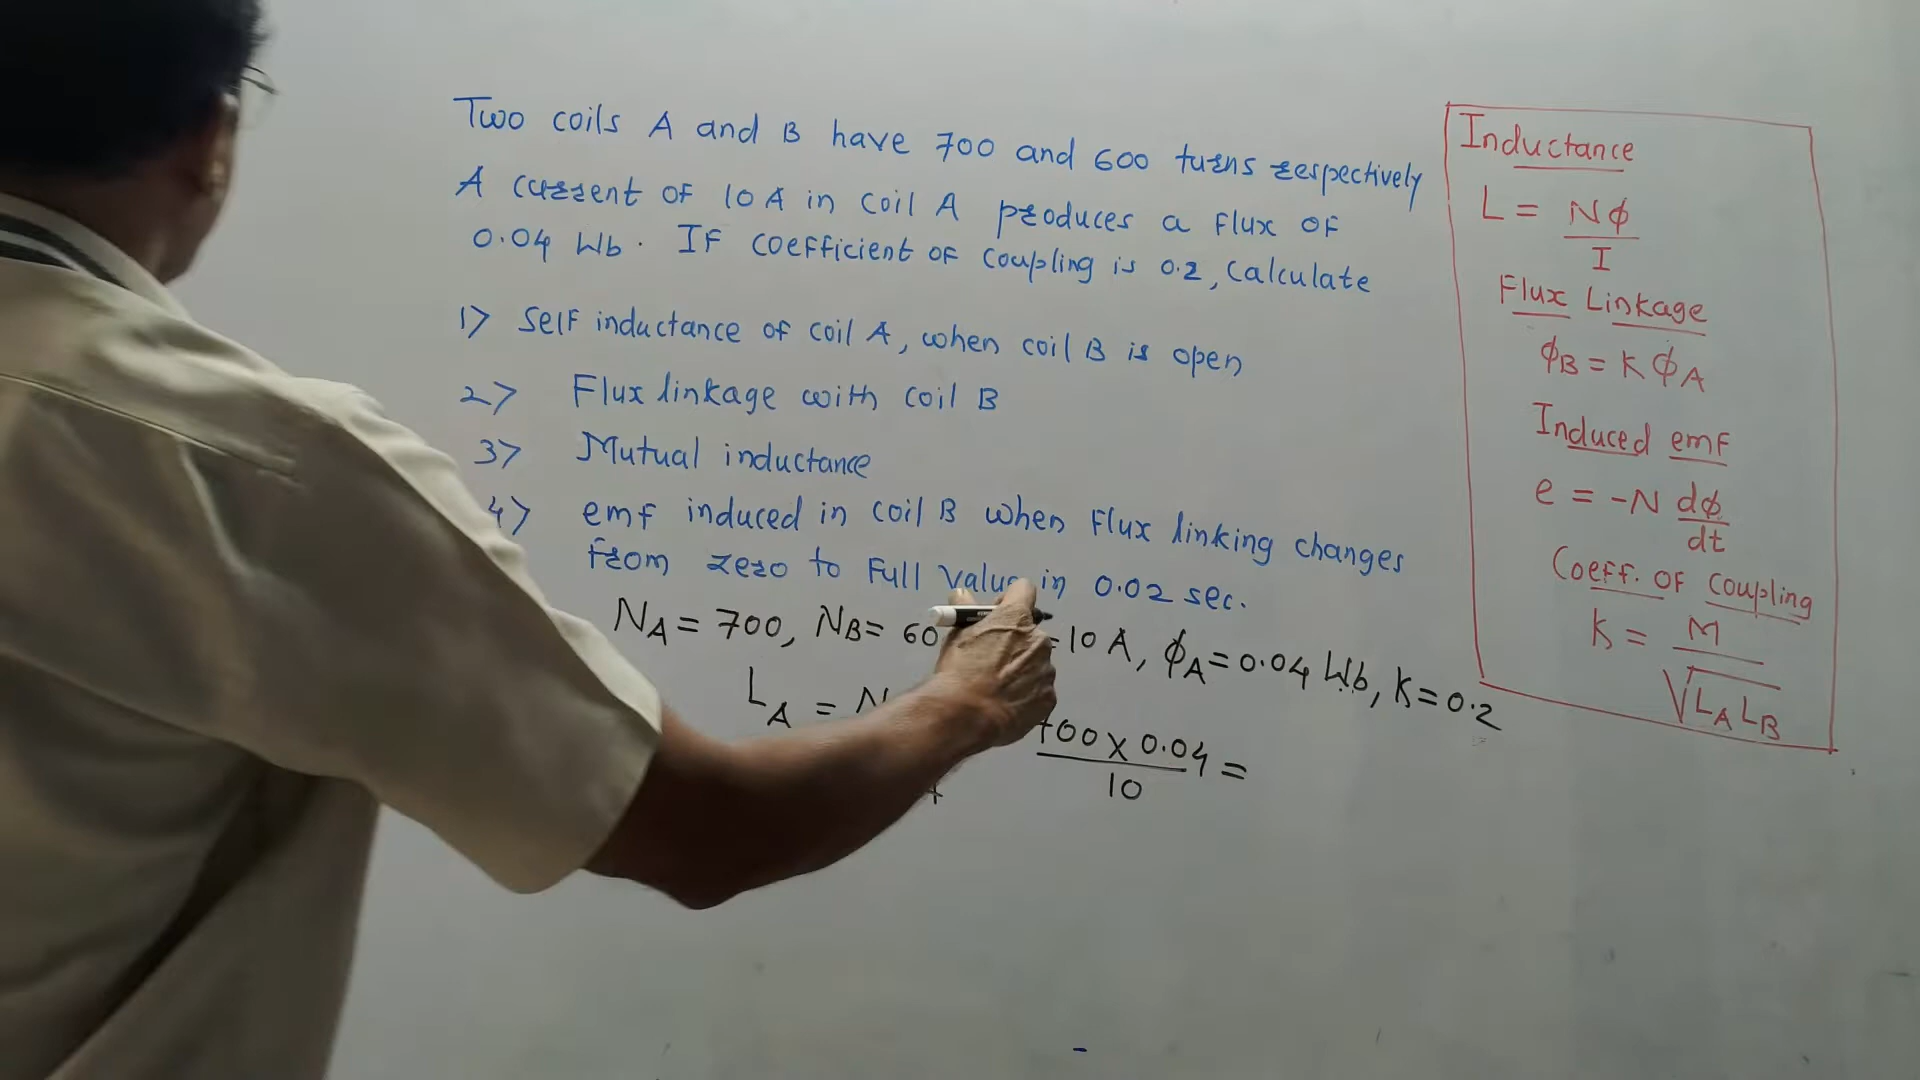 Two coils A and B have 700 and 600 turns respectively
A current of 10 A in coil A produces a flux of
0.04 Wb. If coefficient of coupling is 0.2, Calculate
1> Self inductance of coil A, when coil B is open
2> Flux linkage with coil B
3> Mutual inductance
4> emf induced in coil B when Flux linking changes
from zero to Full value in 0.02 sec.
N_A = 700, N_B = 60 =10 A, ϕ_A = 0.04 Wb, K = 0.2
L_A = N 700 x 0.04 =
10
Inductance
L = Nϕ
I
Flux Linkage
ϕ_B = K ϕ_A
Induced emf
e = -N dϕ
dt
Coeff. of coupling
K = M
√L_A L_B